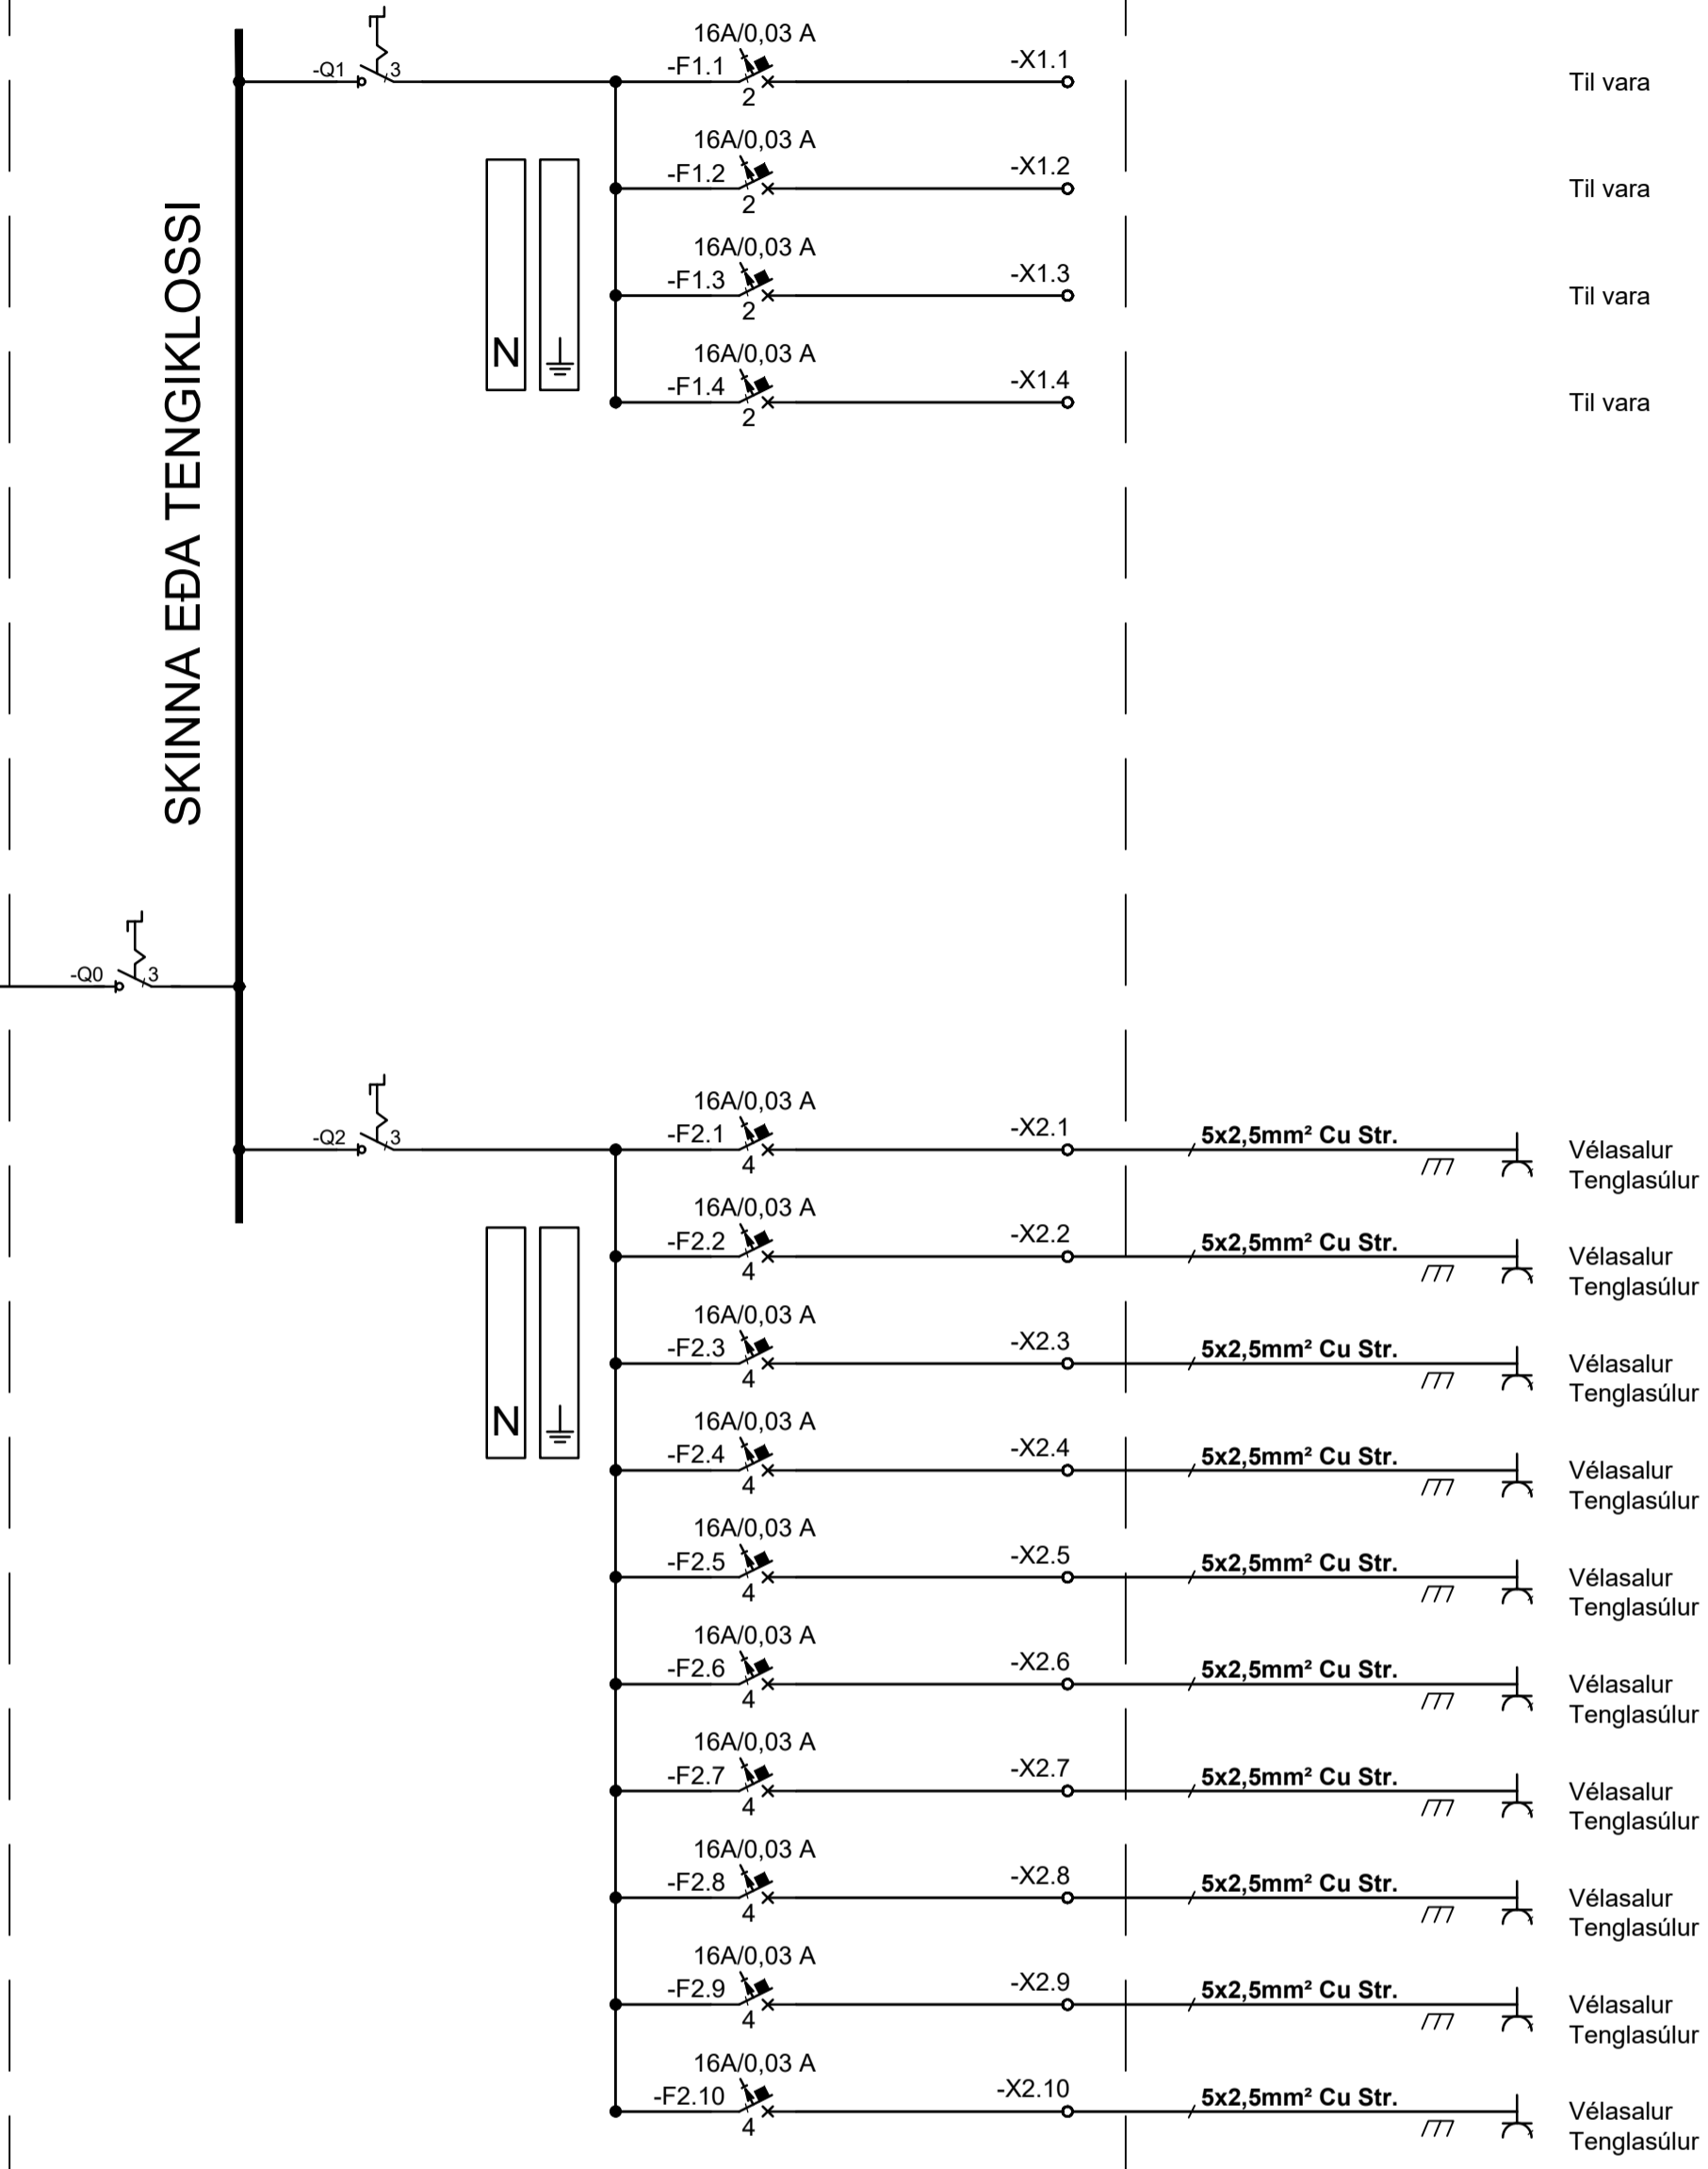 16A/0,03 A
-Q1
3
-F1.1
2
-X1.1
Til vara
16A/0,03 A
-F1.2
2
-X1.2
Til vara
16A/0,03 A
-F1.3
2
-X1.3
Til vara
N
16A/0,03 A
-F1.4
2
-X1.4
Til vara
SKINNA EÐA TENGIKLOSSI
-Q0
3
16A/0,03 A
-Q2
3
-F2.1
4
-X2.1
5x2,5mm² Cu Str.
Vélasalur
Tenglasúlur
16A/0,03 A
-F2.2
4
-X2.2
5x2,5mm² Cu Str.
Vélasalur
Tenglasúlur
16A/0,03 A
-F2.3
4
-X2.3
5x2,5mm² Cu Str.
Vélasalur
Tenglasúlur
N
16A/0,03 A
-F2.4
4
-X2.4
5x2,5mm² Cu Str.
Vélasalur
Tenglasúlur
16A/0,03 A
-F2.5
4
-X2.5
5x2,5mm² Cu Str.
Vélasalur
Tenglasúlur
16A/0,03 A
-F2.6
4
-X2.6
5x2,5mm² Cu Str.
Vélasalur
Tenglasúlur
16A/0,03 A
-F2.7
4
-X2.7
5x2,5mm² Cu Str.
Vélasalur
Tenglasúlur
16A/0,03 A
-F2.8
4
-X2.8
5x2,5mm² Cu Str.
Vélasalur
Tenglasúlur
16A/0,03 A
-F2.9
4
-X2.9
5x2,5mm² Cu Str.
Vélasalur
Tenglasúlur
16A/0,03 A
-F2.10
4
-X2.10
5x2,5mm² Cu Str.
Vélasalur
Tenglasúlur